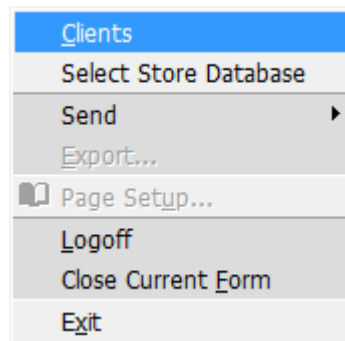 Clients
Select Store Database
Send
Export...
Page Setup...
Logoff
Close Current Form
Exit